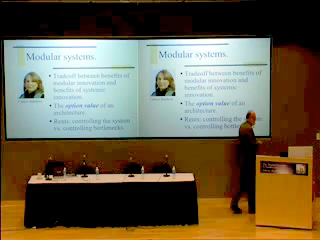 Modular systems.
• Tradeoff between benefits of
modular innovation and
benefits of systemic
innovation.
• The option value of an
architecture.
• Rents: controlling the system
vs. controlling bottlenecks.
Modular systems.
• Tradeoff between benefits of
modular innovation and
benefits of systemic
innovation.
• The option value of an
architecture.
• Rents: controlling the
vs. controlling bottle